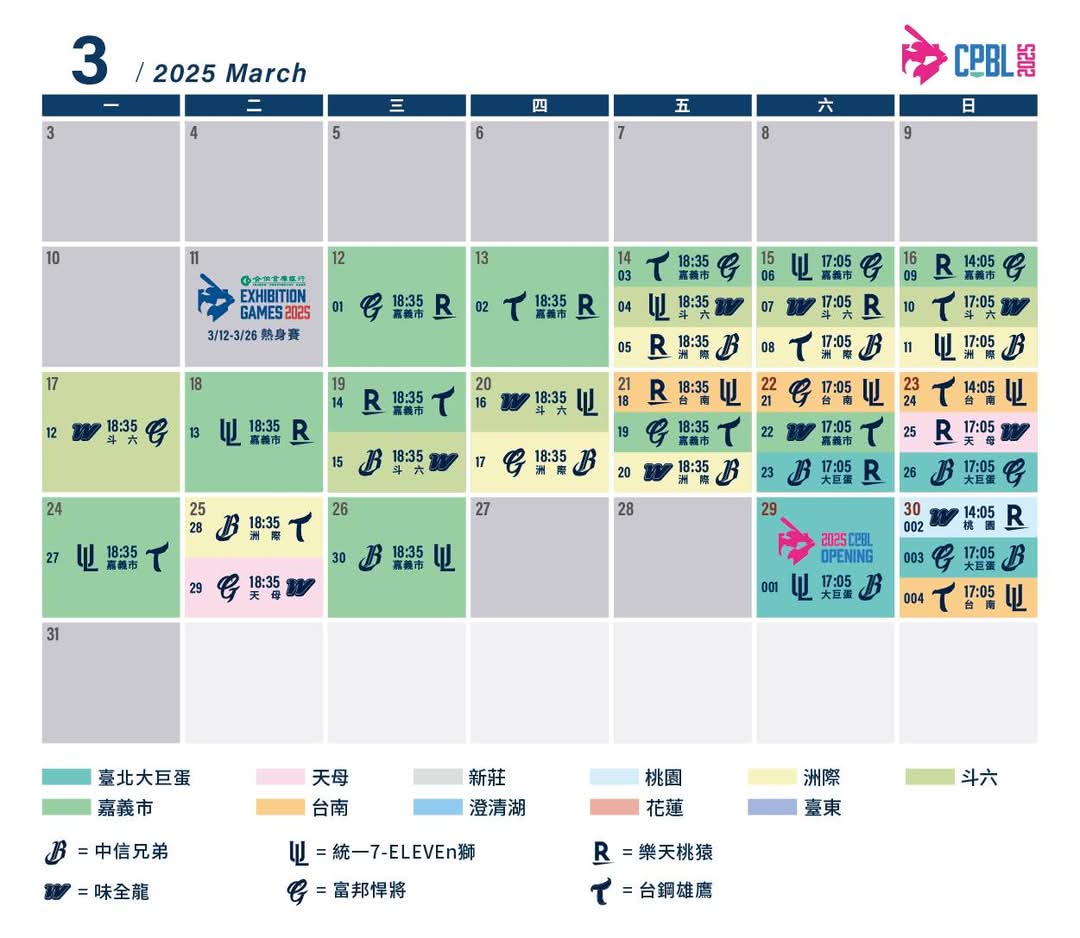 3 / 2025 March
CPBL 2025
一 二 三 四 五 六 日
3 4 5 6 7 8 9
10
11
合作金庫銀行
EXHIBITION
GAMES 2025
3/12-3/26 熱身賽
12
01 G 18:35 嘉義市 R
13
02 T 18:35 嘉義市 R
14
03 T 18:35 嘉義市 G
04 UL 18:35 斗六 W
05 R 18:35 洲際 B
15
06 UL 17:05 嘉義市 G
07 W 17:05 斗六 R
08 T 17:05 洲際 B
16
09 R 14:05 嘉義市 G
10 T 17:05 斗六 W
11 UL 17:05 洲際 B
17
12 W 18:35 斗六 G
18
13 UL 18:35 嘉義市 R
19
14 R 18:35 嘉義市 T
15 B 18:35 斗六 W
20
16 W 18:35 斗六 UL
17 G 18:35 洲際 B
21
18 R 18:35 台南 UL
19 G 18:35 嘉義市 T
20 W 18:35 洲際 B
22
21 G 17:05 台南 UL
22 W 17:05 嘉義市 T
23 B 17:05 大巨蛋 R
23
24 T 14:05 台南 UL
25 R 17:05 天母 W
26 B 17:05 大巨蛋 G
24
27 UL 18:35 嘉義市 T
25
28 B 18:35 洲際 T
29 G 18:35 天母 W
26
30 B 18:35 嘉義市 UL
27
28
29
2025 CPBL
OPENING
001 UL 17:05 大巨蛋 B
30
002 W 14:05 桃園 R
003 G 17:05 大巨蛋 B
004 T 17:05 台南 UL
31
臺北大巨蛋 天母 新莊 桃園 洲際 斗六
嘉義市 台南 澄清湖 花蓮 臺東
B = 中信兄弟 UL = 統一7-ELEVEn獅 R = 樂天桃猿
W = 味全龍 G = 富邦悍將 T = 台鋼雄鷹